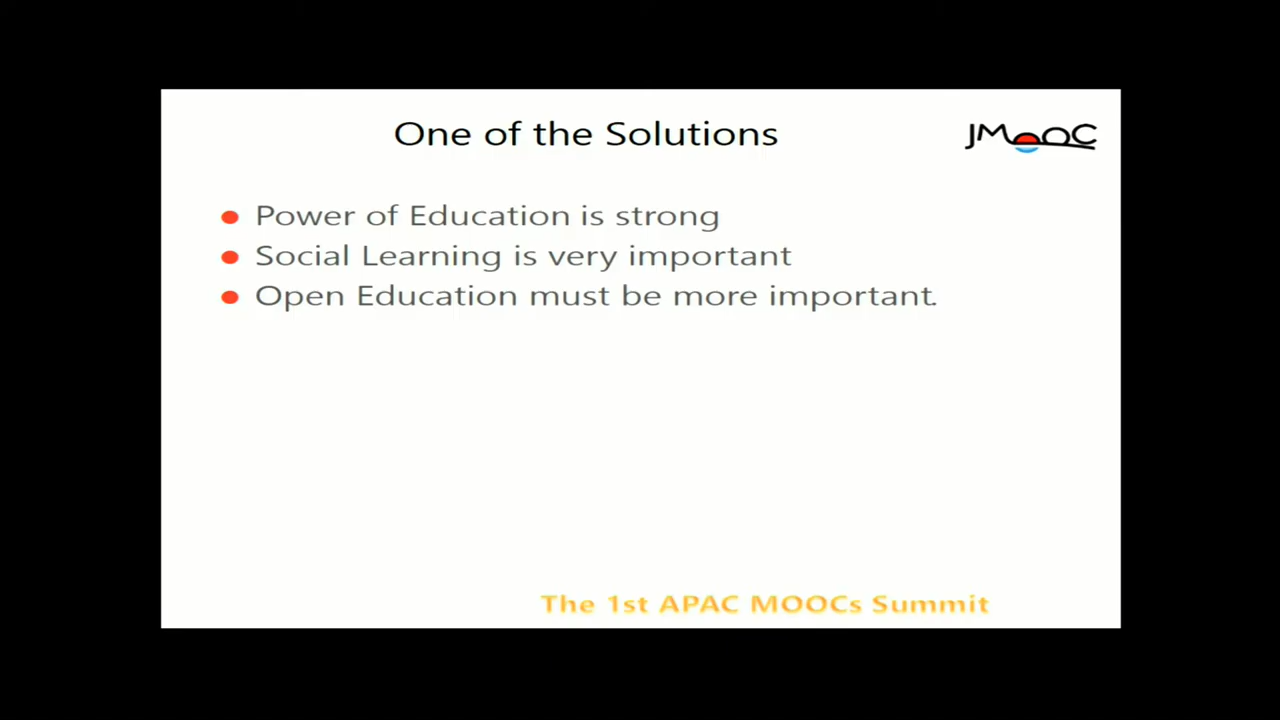 One of the Solutions
JMOOC
Power of Education is strong
Social Learning is very important
Open Education must be more important.
The 1st APAC MOOCs Summit